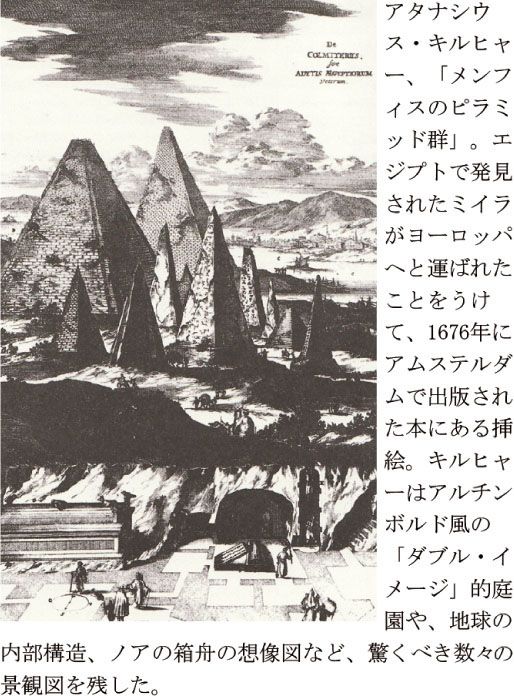 De
COEMITERIIS,
sive
ADYTIS ÆGYPTIORUM
Veterum.
アタナシウ
ス・キルヒャ
ー、「メンフ
ィスのピラミ
ッド群」。エ
ジプトで発見
されたミイラ
がヨーロッパ
へと運ばれた
ことをうけ
て、1676年に
アムステルダ
ムで出版され
た本にある挿
絵。キルヒャ
ーはアルチン
ボルド風の
「ダブル・イ
メージ」的庭
園や、地球の
内部構造、ノアの箱舟の想像図など、驚くべき数々の
景観図を残した。